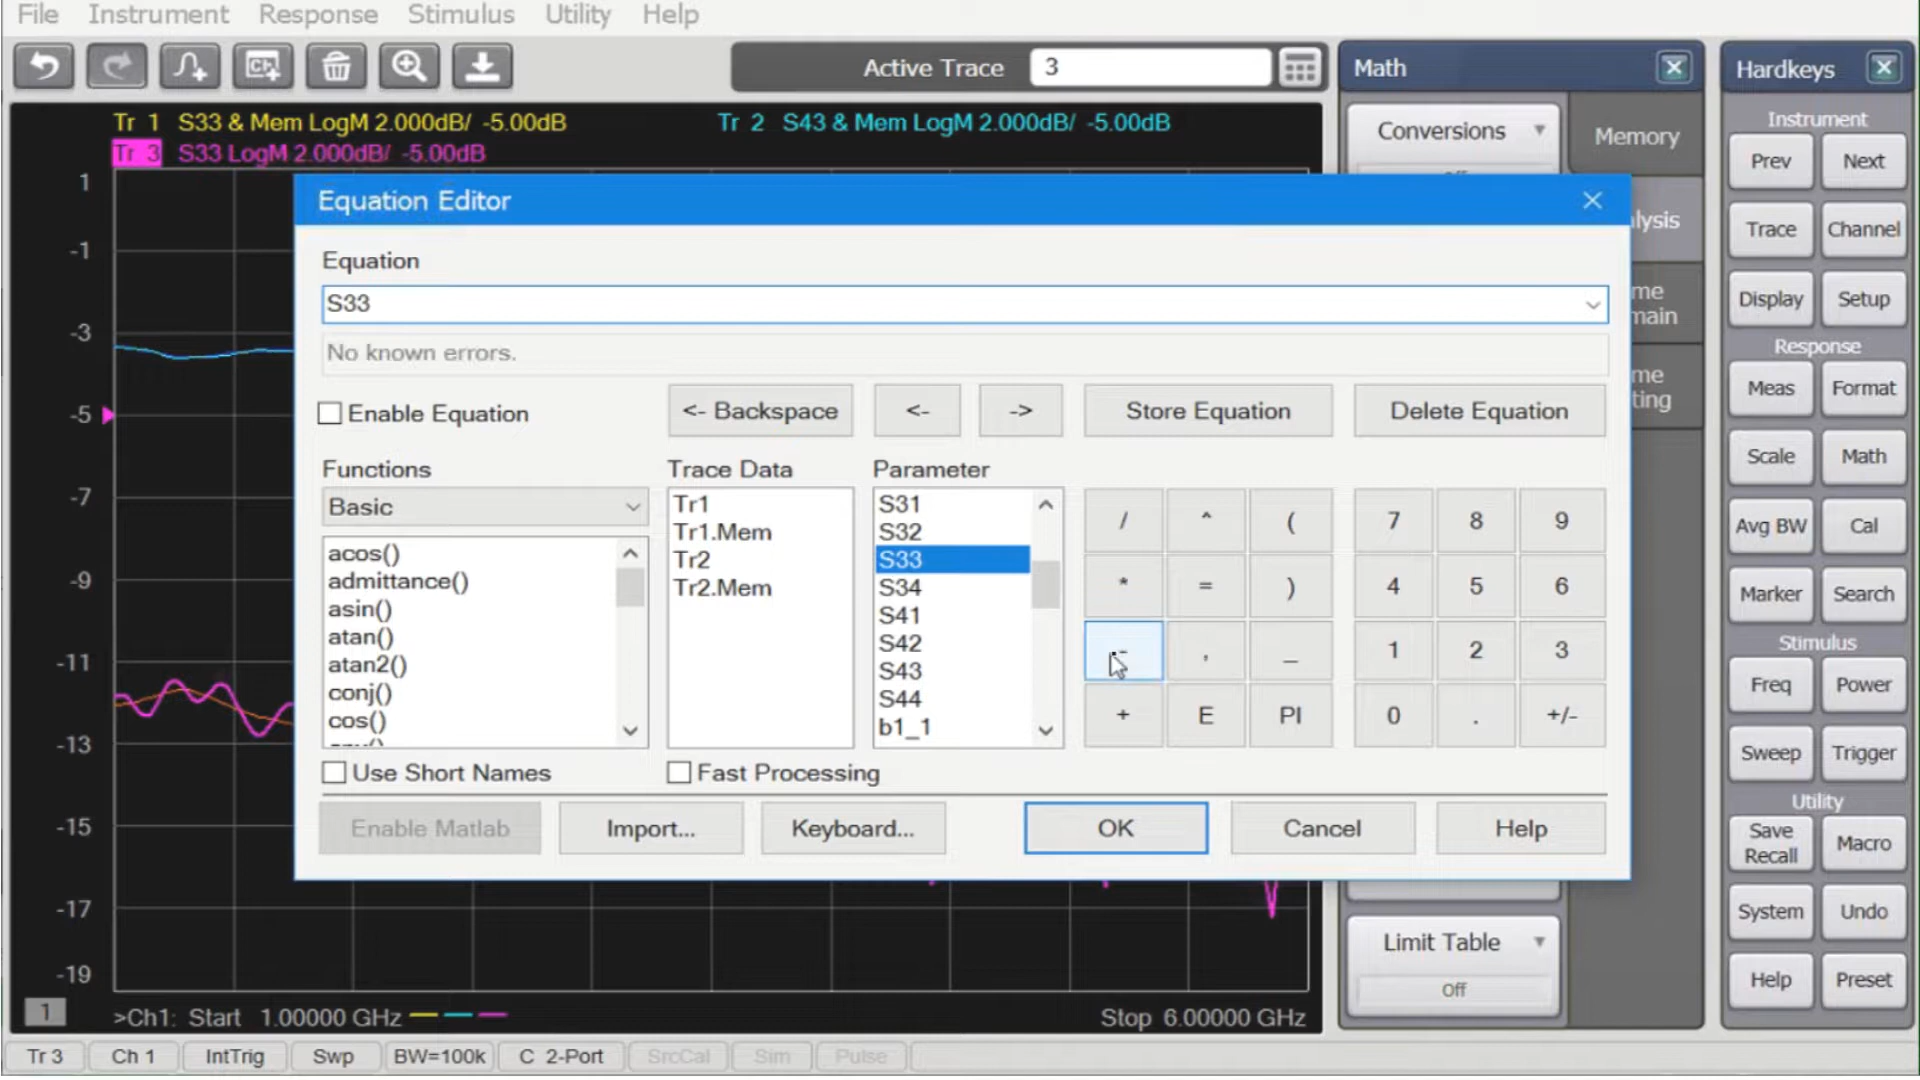 File Instrument Response Stimulus Utility Help
Active Trace 3
Math
Hardkeys
Tr 1 S33 & Mem LogM 2.000dB/ -5.00dB
Tr 2 S43 & Mem LogM 2.000dB/ -5.00dB
Tr 3 S33 LogM 2.000dB/ -5.00dB
Conversions
Memory
Instrument
Prev Next
Trace Channel
Display Setup
Response
Meas Format
Scale Math
Avg BW Cal
Marker Search
Stimulus
Freq Power
Sweep Trigger
Utility
Save Recall
Macro
System Undo
Help Preset
1
-1
-3
-5
-7
-9
-11
-13
-15
-17
-19
Equation Editor
Equation
S33
No known errors.
Enable Equation
<- Backspace
<-
->
Store Equation
Delete Equation
Functions
Trace Data
Parameter
Basic
acos()
admittance()
asin()
atan()
atan2()
conj()
cos()
Tr1
Tr1.Mem
Tr2
Tr2.Mem
S31
S32
S33
S34
S41
S42
S43
S44
b1_1
/ ^ ( 7 8 9
* = ) 4 5 6
- , _ 1 2 3
+ E PI 0 . +/-
Use Short Names
Fast Processing
Enable Matlab
Import...
Keyboard...
OK
Cancel
Help
lysis
me
main
me
ting
Limit Table
Off
1
>Ch1: Start 1.00000 GHz
Stop 6.00000 GHz
Tr 3 Ch 1 IntTrig Swp BW=100k C 2-Port SrcCal Sim Pulse